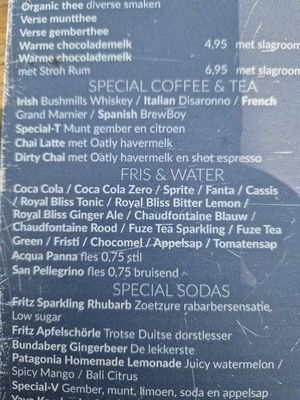 Organic thee diverse smaken
Verse muntthee
Verse gemberthee
Warme chocolademelk 4,95 met slagroom
Warme chocolademelk
met Stroh Rum 6,95 met slagroom
SPECIAL COFFEE & TEA
Irish Bushmills Whiskey / Italian Disaronno / French
Grand Marnier / Spanish BrewBoy
Special-T Munt gember en citroen
Chai Latte met Oatly havermelk
Dirty Chai met Oatly havermelk en shot espresso
FRIS & WATER
Coca Cola / Coca Cola Zero / Sprite / Fanta / Cassis
/ Royal Bliss Tonic / Royal Bliss Bitter Lemon /
Royal Bliss Ginger Ale / Chaudfontaine Blauw /
Chaudfontaine Rood / Fuze Tea Sparkling / Fuze Tea
Green / Fristi / Chocomel / Appelsap / Tomatensap
Acqua Panna fles 0,75 stil
San Pellegrino fles 0,75 bruisend
SPECIAL SODAS
Fritz Sparkling Rhubarb Zoetzure rabarbersensatie,
Low sugar
Fritz Apfelschörle Trotse Duitse dorstlesser
Bundaberg Gingerbeer De lekkerste
Patagonia Homemade Lemonade Juicy watermelon /
Spicy Mango / Bali Citrus
Special-V Gember, munt, limoen, soda en appelsap